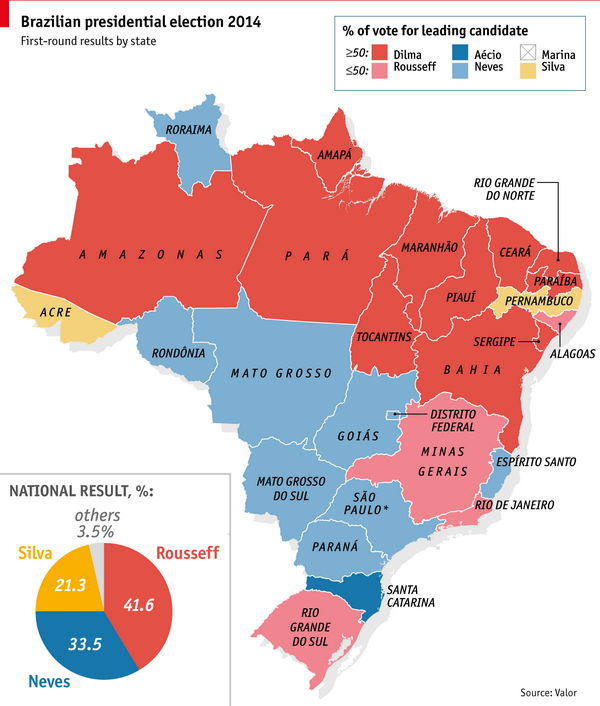 Brazilian presidential election 2014
First-round results by state
% of vote for leading candidate
≥50:
≤50:
Dilma
Rousseff
Aécio
Neves
Marina
Silva
RORAIMA
AMAPÁ
RIO GRANDE
DO NORTE
AMAZONAS
PARÁ
MARANHÃO
CEARÁ
PARAÍBA
PIAUÍ
PERNAMBUCO
ACRE
TOCANTINS
SERGIPE
ALAGOAS
RONDÔNIA
MATO GROSSO
BAHIA
DISTRITO
FEDERAL
GOIÁS
MINAS
GERAIS
ESPÍRITO SANTO
MATO GROSSO
DO SUL
SÃO
PAULO*
RIO DE JANEIRO
PARANÁ
SANTA
CATARINA
RIO
GRANDE
DO SUL
NATIONAL RESULT, %:
others
3.5%
Silva
Rousseff
21.3
41.6
33.5
Neves
Source: Valor